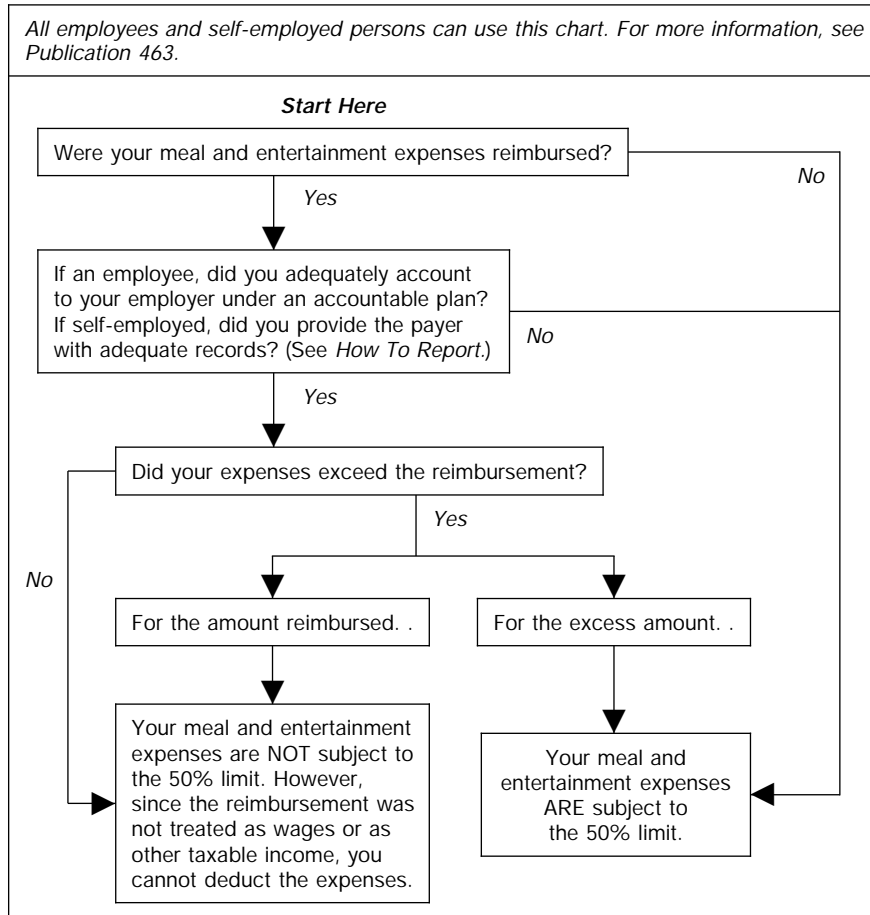 All employees and self-employed persons can use this chart. For more information, see
Publication 463.
Start Here
Were your meal and entertainment expenses reimbursed?
No
Yes
If an employee, did you adequately account
to your employer under an accountable plan?
If self-employed, did you provide the payer
with adequate records? (See How To Report.)
No
Yes
Did your expenses exceed the reimbursement?
Yes
No
For the amount reimbursed. .
For the excess amount. .
Your meal and entertainment
expenses are NOT subject to
the 50% limit. However,
since the reimbursement was
not treated as wages or as
other taxable income, you
cannot deduct the expenses.
Your meal and
entertainment expenses
ARE subject to
the 50% limit.